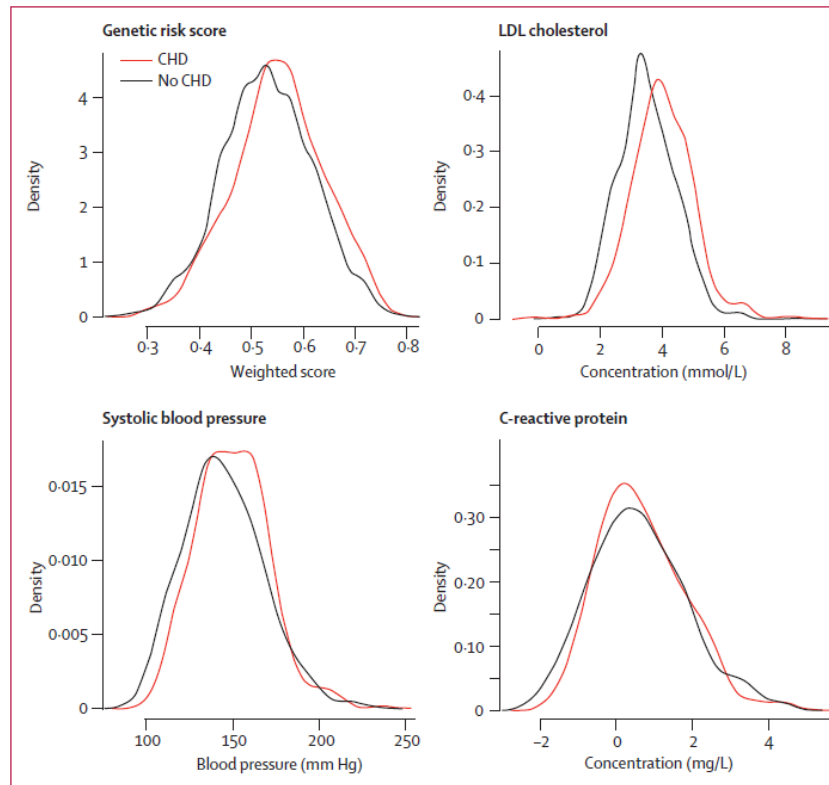 Genetic risk score
CHD
No CHD
Density
4
3
2
1
0
0·3 0·4 0·5 0·6 0·7 0·8
Weighted score
LDL cholesterol
Density
0·4
0·3
0·2
0·1
0
0 2 4 6 8
Concentration (mmol/L)
Systolic blood pressure
Density
0·015
0·010
0·005
0
100 150 200 250
Blood pressure (mm Hg)
C-reactive protein
Density
0·30
0·20
0·10
0
–2 0 2 4
Concentration (mg/L)